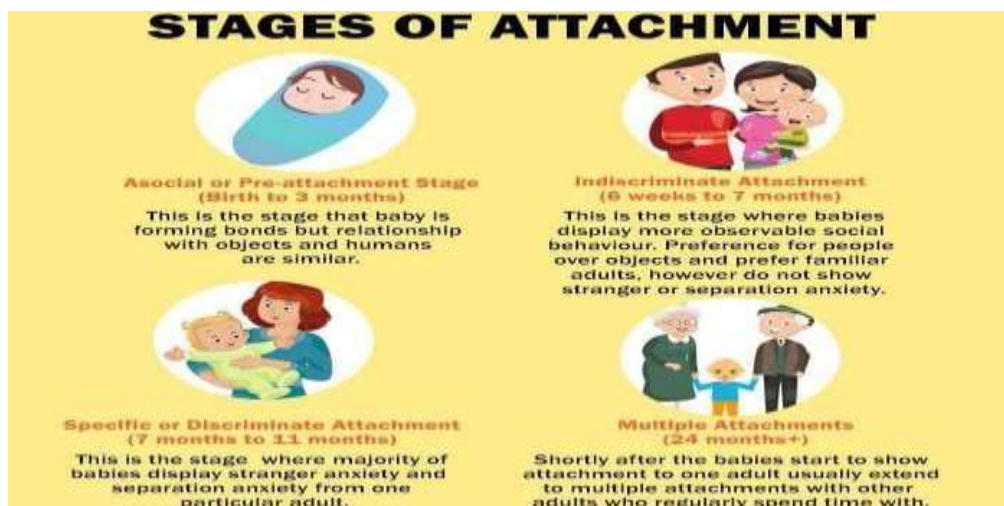 STAGES OF ATTACHMENT
Asocial or Pre-attachment Stage
(Birth to 3 months)
This is the stage that baby is
forming bonds but relationship
with objects and humans
are similar.
Indiscriminate Attachment
(6 weeks to 7 months)
This is the stage where babies
display more observable social
behaviour. Preference for people
over objects and prefer familiar
adults, however do not show
stranger or separation anxiety.
Specific or Discriminate Attachment
(7 months to 11 months)
This is the stage where majority of
babies display stranger anxiety and
separation anxiety from one
particular adult.
Multiple Attachments
(24 months+)
Shortly after the babies start to show
attachment to one adult usually extend
to multiple attachments with other
adults who regularly spend time with.